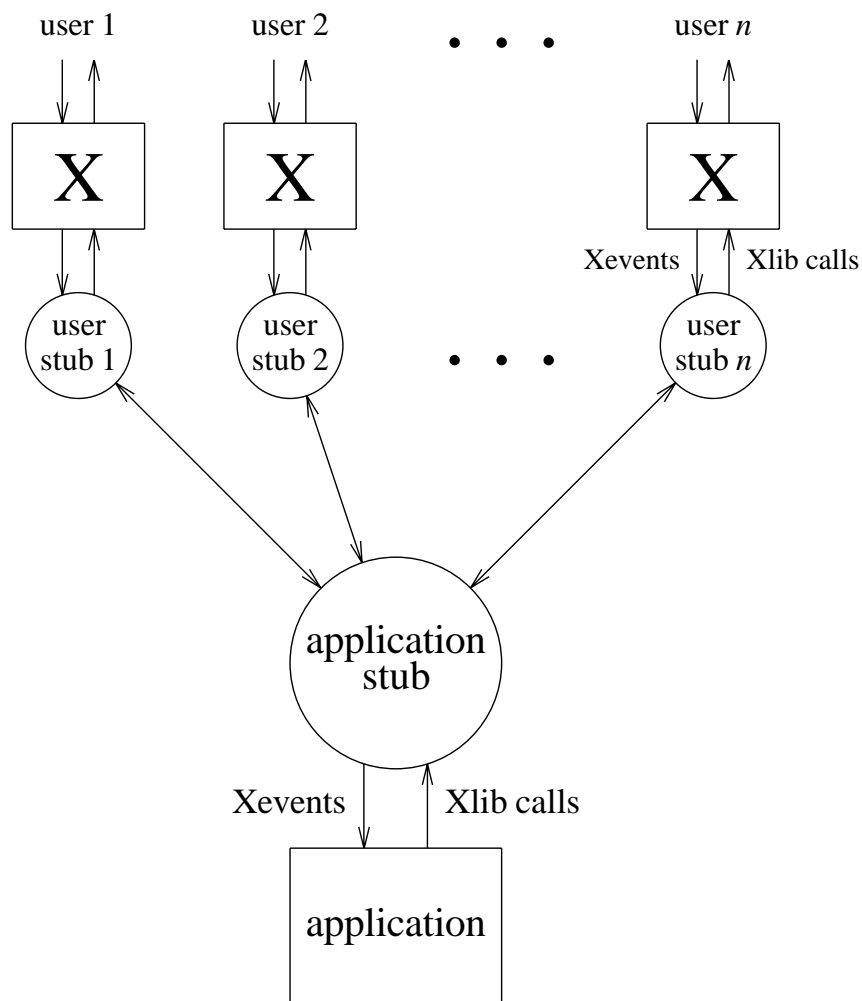 user 1
user 2
user n
X
X
X
Xevents
Xlib calls
user
stub 1
user
stub 2
user
stub n
application
stub
Xevents
Xlib calls
application